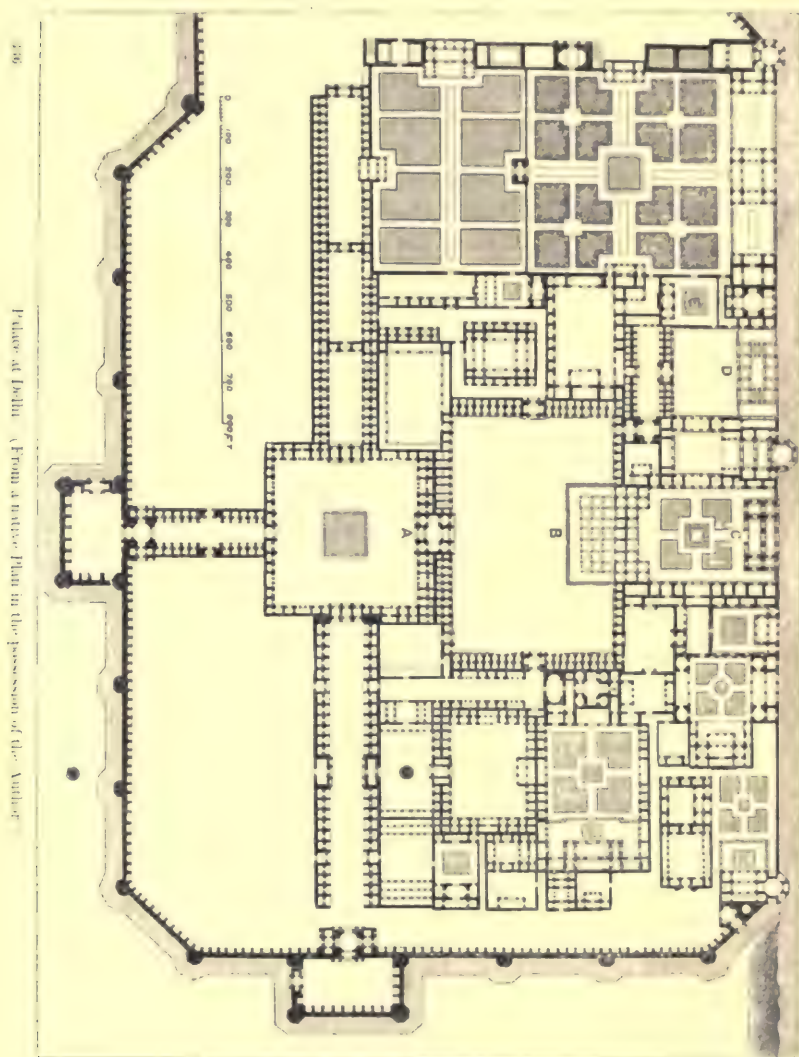 0 100 200 300 400 500 600 700 800 FT
A
B
C
D
E
Palace at Delhi (From a native Plan in the possession of the Author